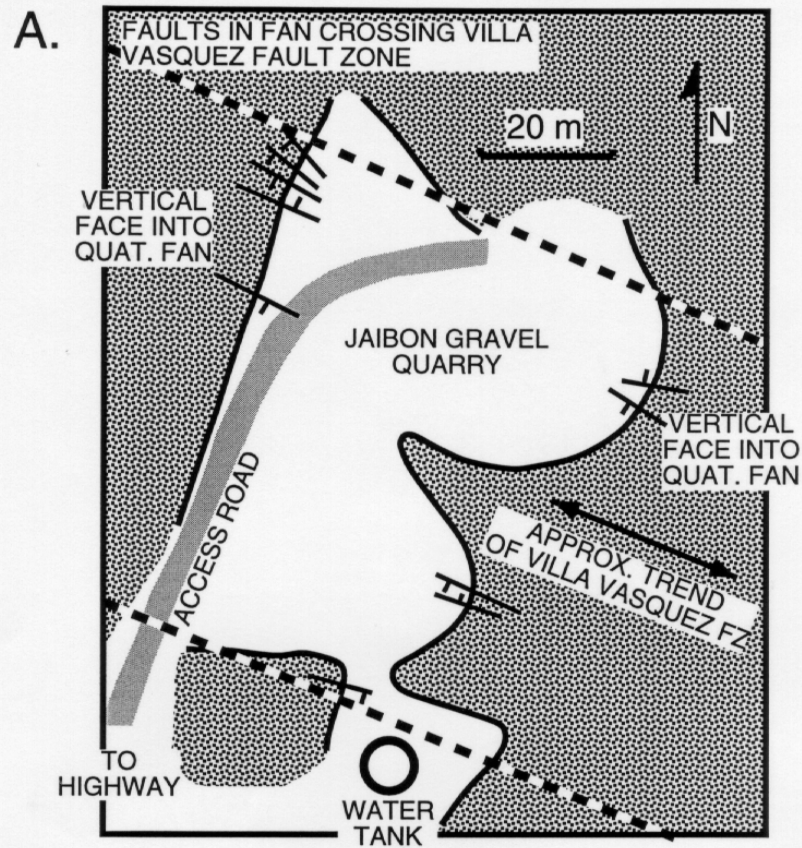 A.
FAULTS IN FAN CROSSING VILLA
VASQUEZ FAULT ZONE
20 m
N
VERTICAL
FACE INTO
QUAT. FAN
JAIBON GRAVEL
QUARRY
VERTICAL
FACE INTO
QUAT. FAN
ACCESS ROAD
APPROX. TREND
OF VILLA VASQUEZ FZ
TO
HIGHWAY
WATER
TANK